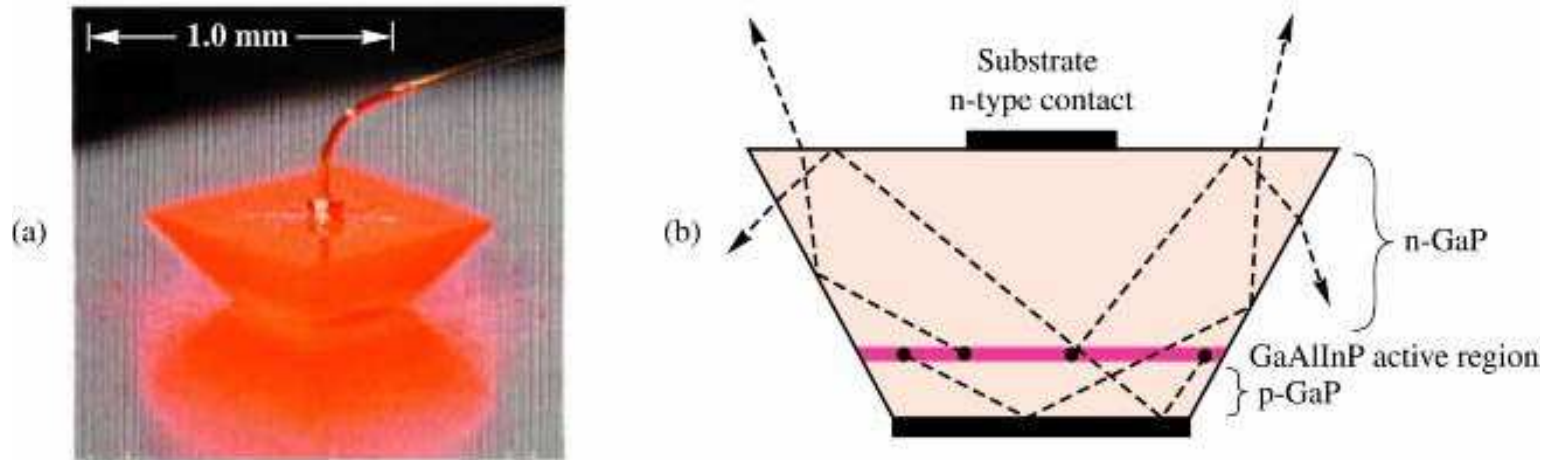 1.0 mm
(a)
Substrate
n-type contact
(b)
n-GaP
GaAlInP active region
p-GaP